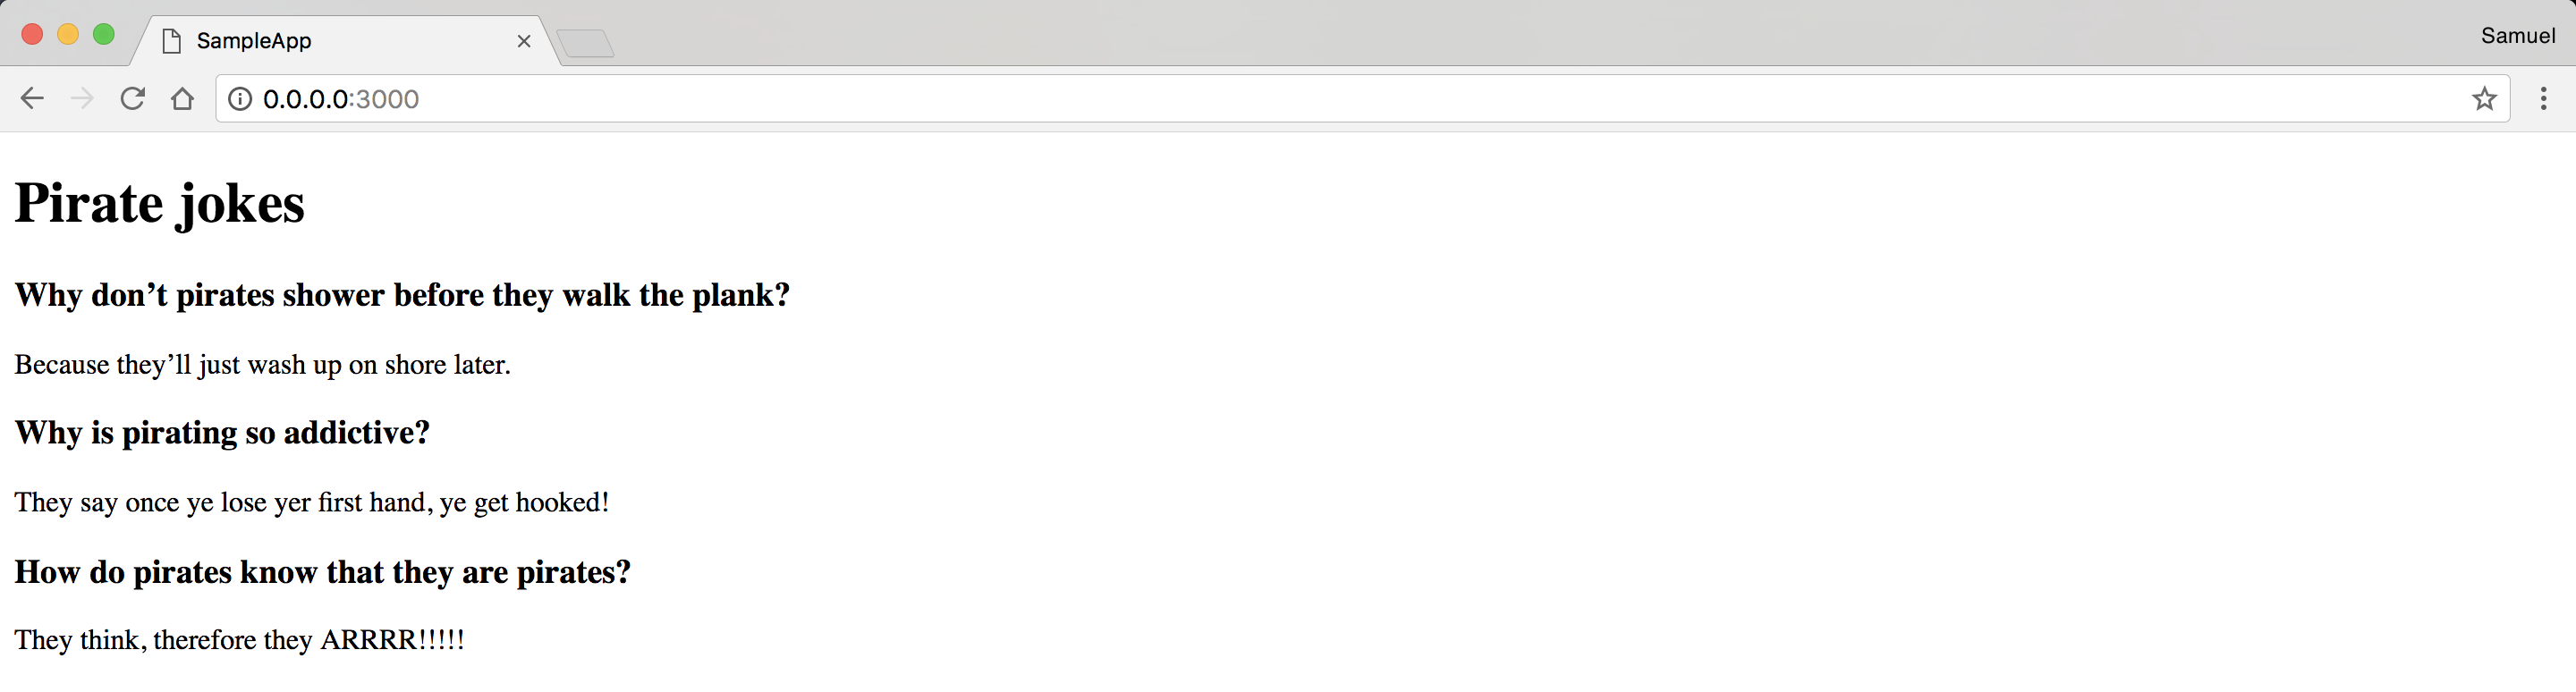 SampleApp
Samuel
0.0.0.0:3000
Pirate jokes
Why don’t pirates shower before they walk the plank?
Because they’ll just wash up on shore later.
Why is pirating so addictive?
They say once ye lose yer first hand, ye get hooked!
How do pirates know that they are pirates?
They think, therefore they ARRRR!!!!!